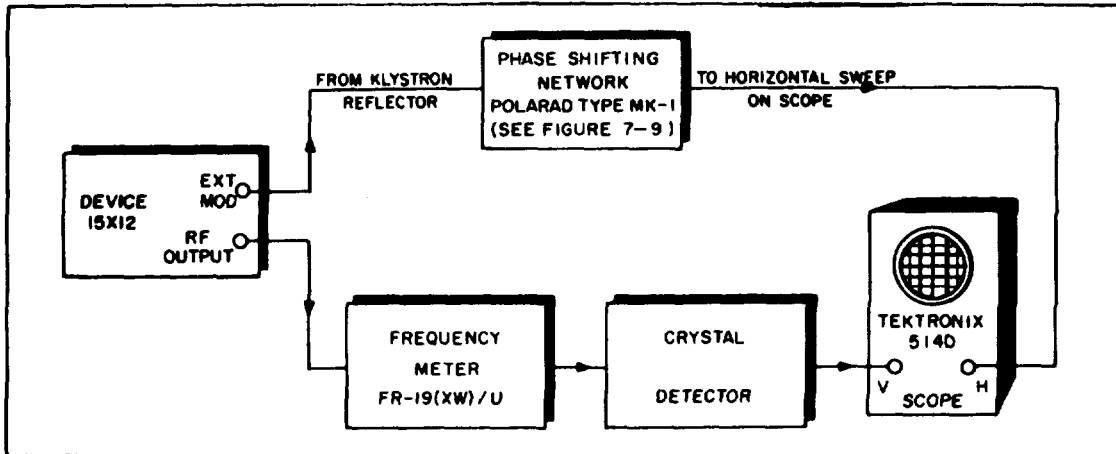 PHASE SHIFTING
NETWORK
POLARAD TYPE MK-1
(SEE FIGURE 7-9)
FROM KLYSTRON
REFLECTOR
TO HORIZONTAL SWEEP
ON SCOPE
DEVICE
15X12
EXT
MOD
RF
OUTPUT
FREQUENCY
METER
FR-19(XW)/U
CRYSTAL
DETECTOR
TEKTRONIX
514D
V
H
SCOPE